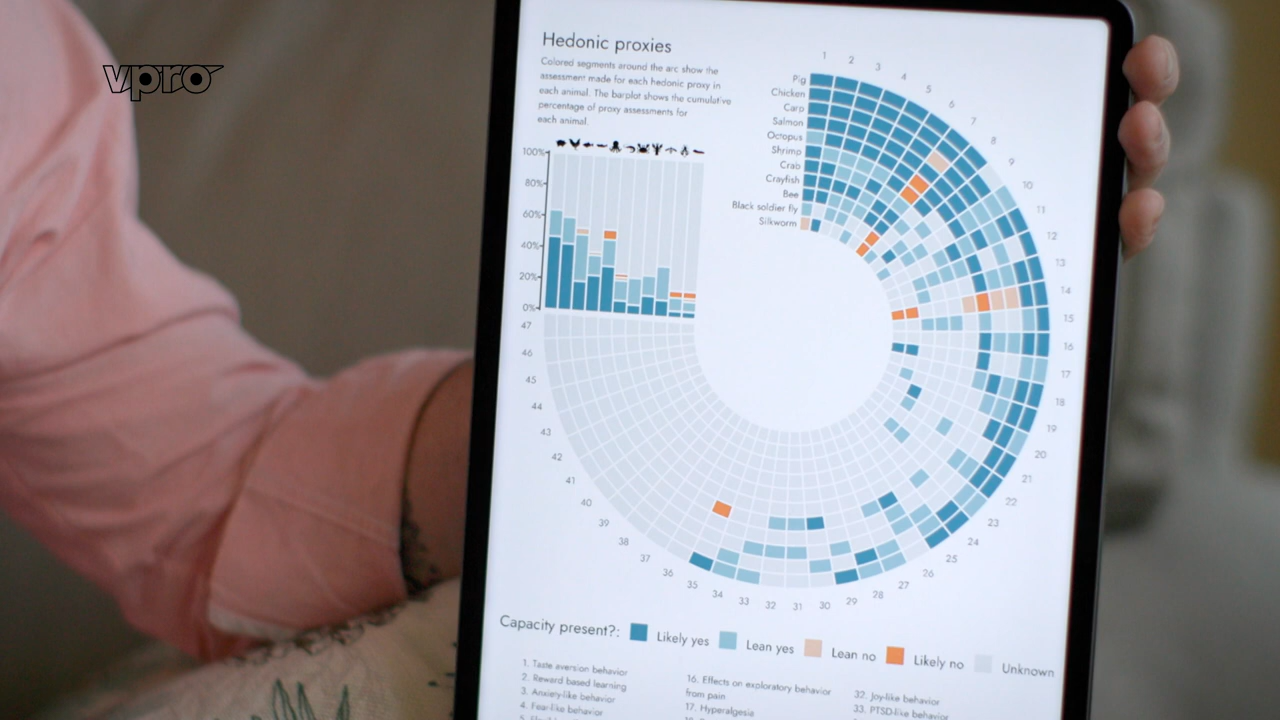 vpro
Hedonic proxies
Colored segments around the arc show the
assessment made for each hedonic proxy in
each animal. The barplot shows the cumulative
percentage of proxy assessments for
each animal.
100%
80%
60%
40%
20%
0%
Pig
Chicken
Carp
Salmon
Octopus
Shrimp
Crab
Crayfish
Bee
Black soldier fly
Silkworm
1
2
3
4
5
6
7
8
9
10
11
12
13
14
15
16
17
18
19
20
21
22
23
24
25
26
27
28
29
30
31
32
33
34
35
36
37
38
39
40
41
42
43
44
45
46
47
Capacity present?:
Likely yes
Lean yes
Lean no
Likely no
Unknown
1. Taste aversion behavior
2. Reward based learning
3. Anxiety-like behavior
4. Fear-like behavior
16. Effects on exploratory behavior
from pain
17. Hyperalgesia
32. Joy-like behavior
33. PTSD-like behavior